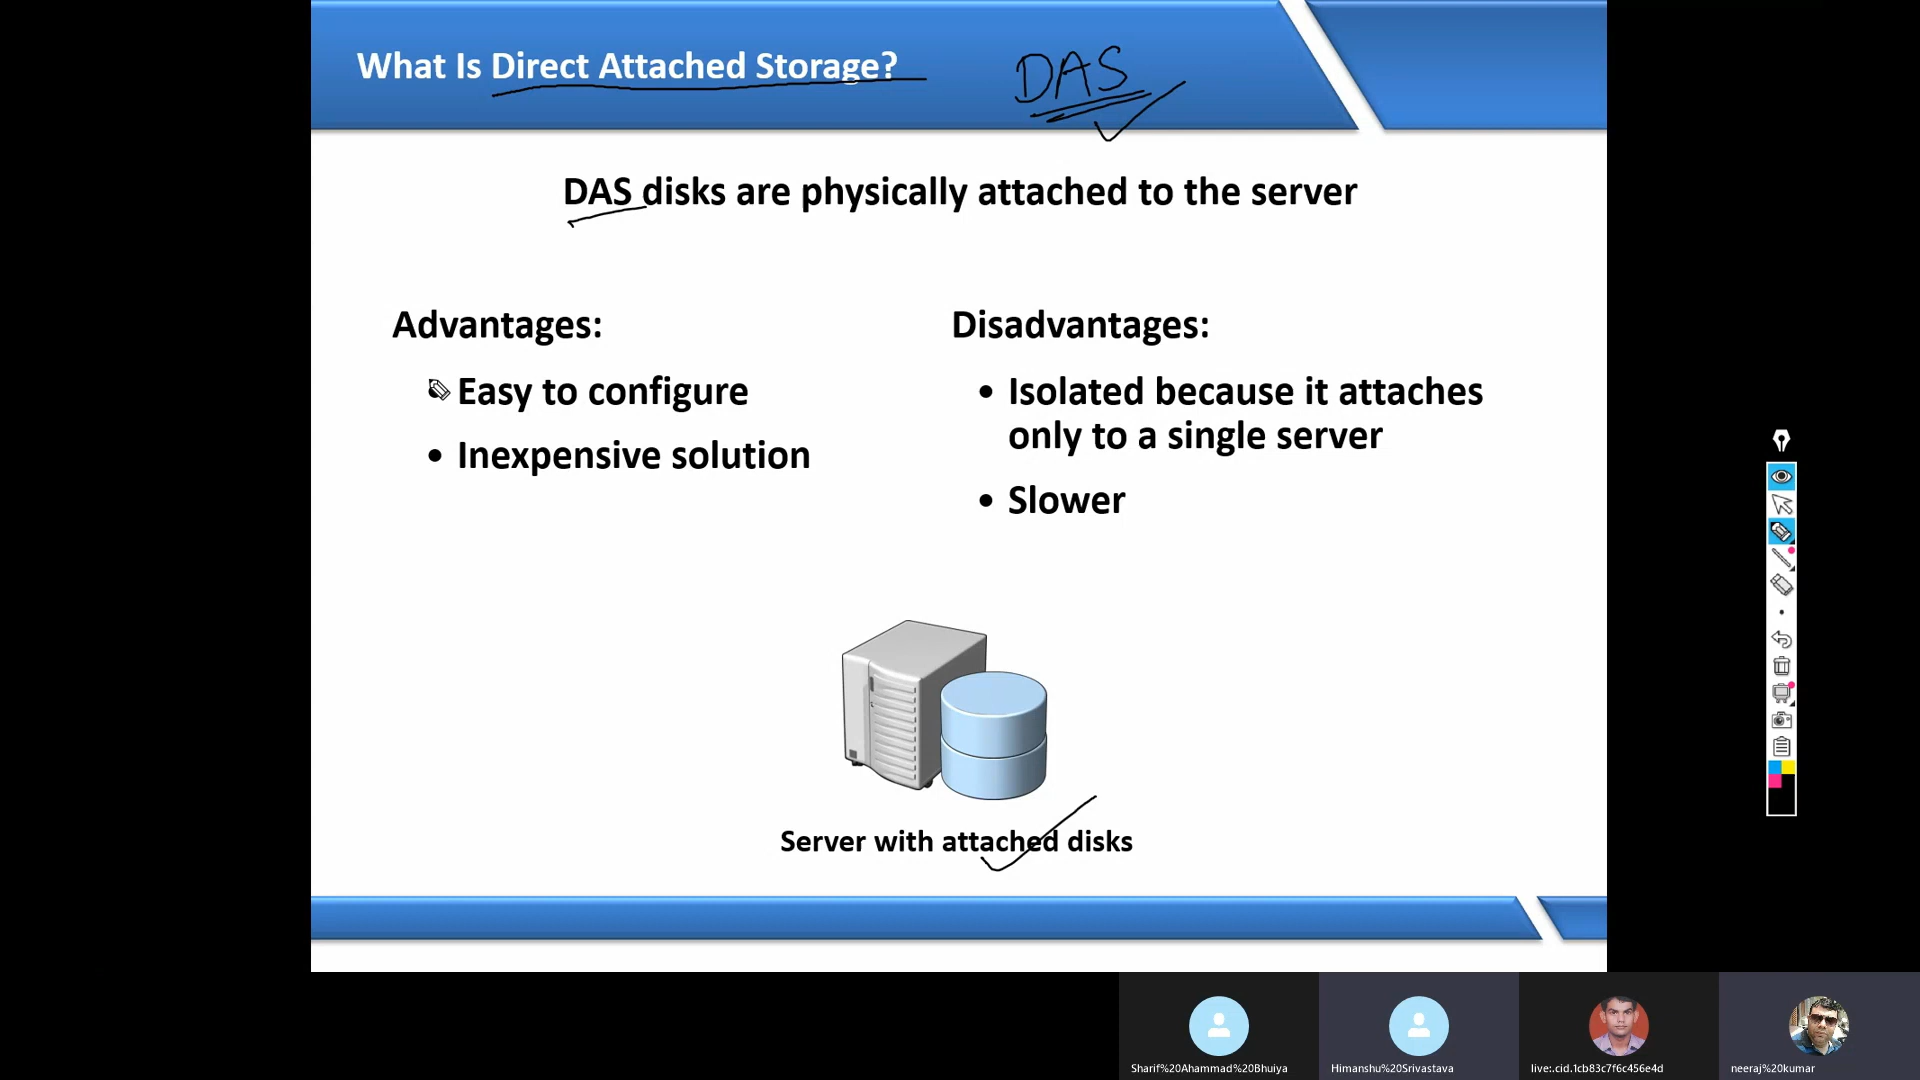 What Is Direct Attached Storage?
DAS
DAS disks are physically attached to the server
Advantages:
Easy to configure
• Inexpensive solution
Disadvantages:
• Isolated because it attaches
only to a single server
• Slower
Server with attached disks
Sharif%20Ahammad%20Bhuiya
Himanshu%20Srivastava
live:.cid.1cb83c7f6c456e4d
neeraj%20kumar